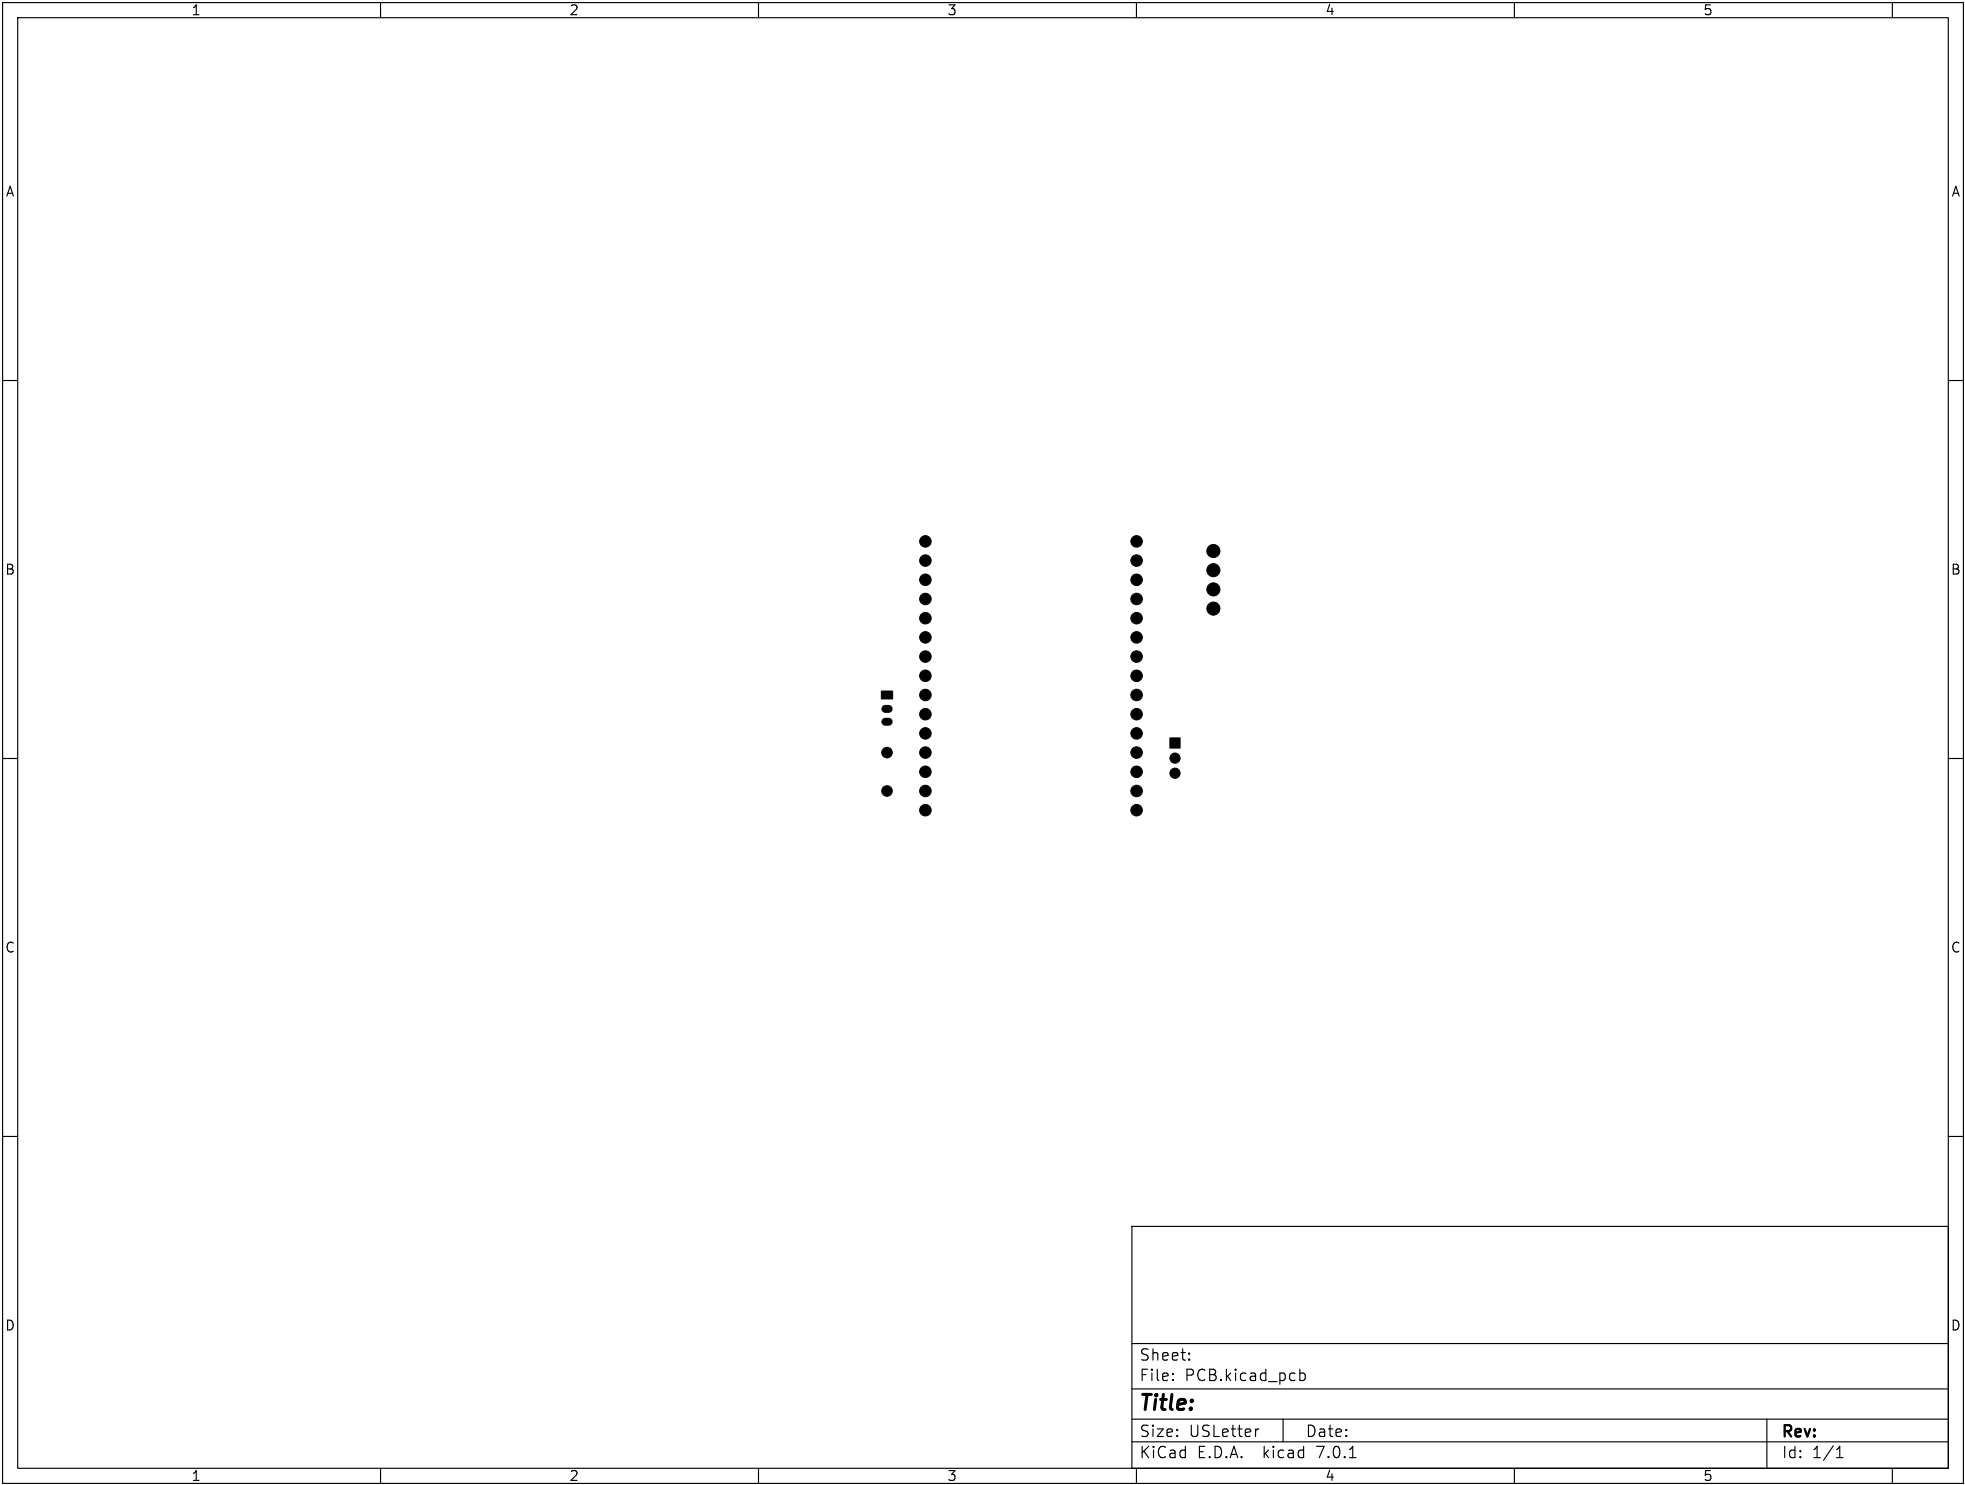 1 2 3 4 5
A A
B B
C C
D D
Sheet:
File: PCB.kicad_pcb
Title:
Size: USLetter Date: Rev:
KiCad E.D.A. kicad 7.0.1 Id: 1/1
1 2 3 4 5